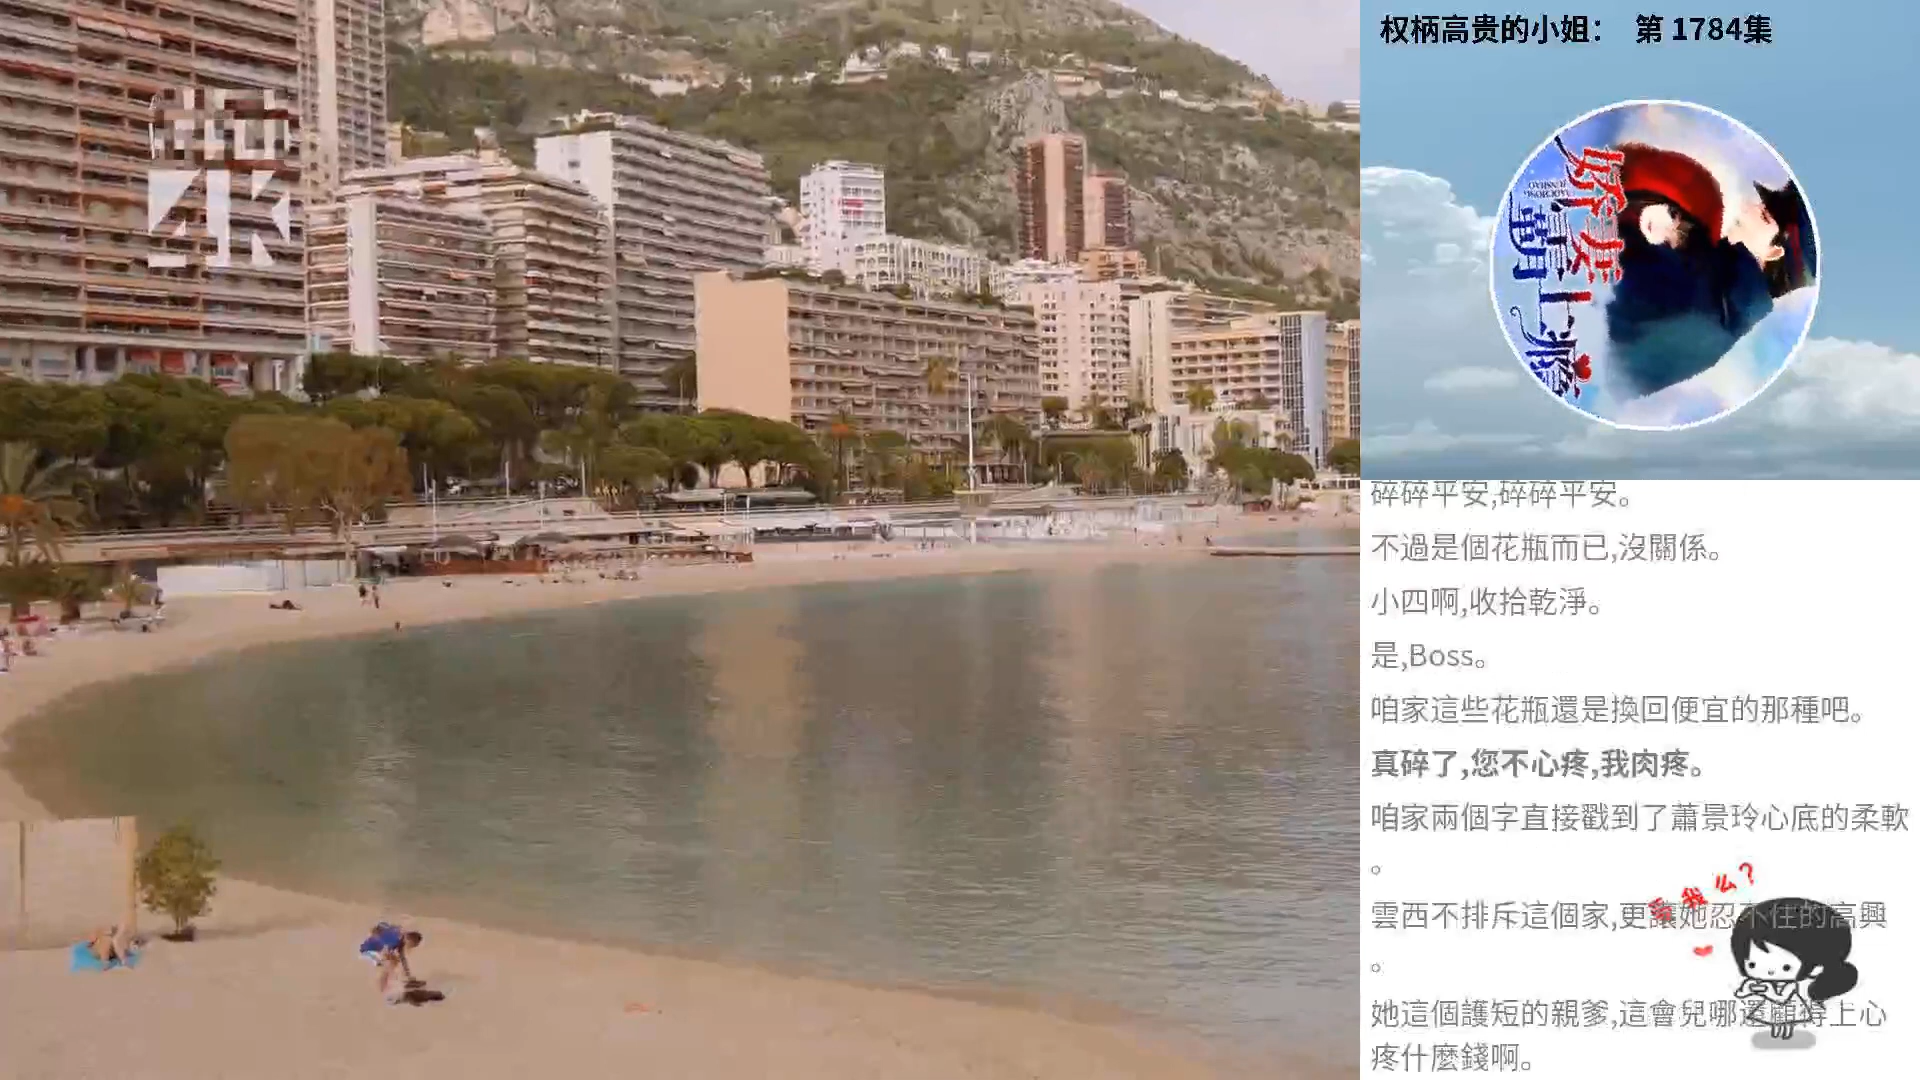 权柄高贵的小姐： 第 1784集
4K
碎碎平安,碎碎平安。
不過是個花瓶而已,沒關係。
小四啊,收拾乾淨。
是,Boss。
咱家這些花瓶還是換回便宜的那種吧。
真碎了,您不心疼,我肉疼。
咱家兩個字直接戳到了蕭景玲心底的柔軟
。
雲西不排斥這個家,更讓她忍不住的高興
。
她這個護短的親爹,這會兒哪還顧得上心
疼什麼錢啊。
我么?